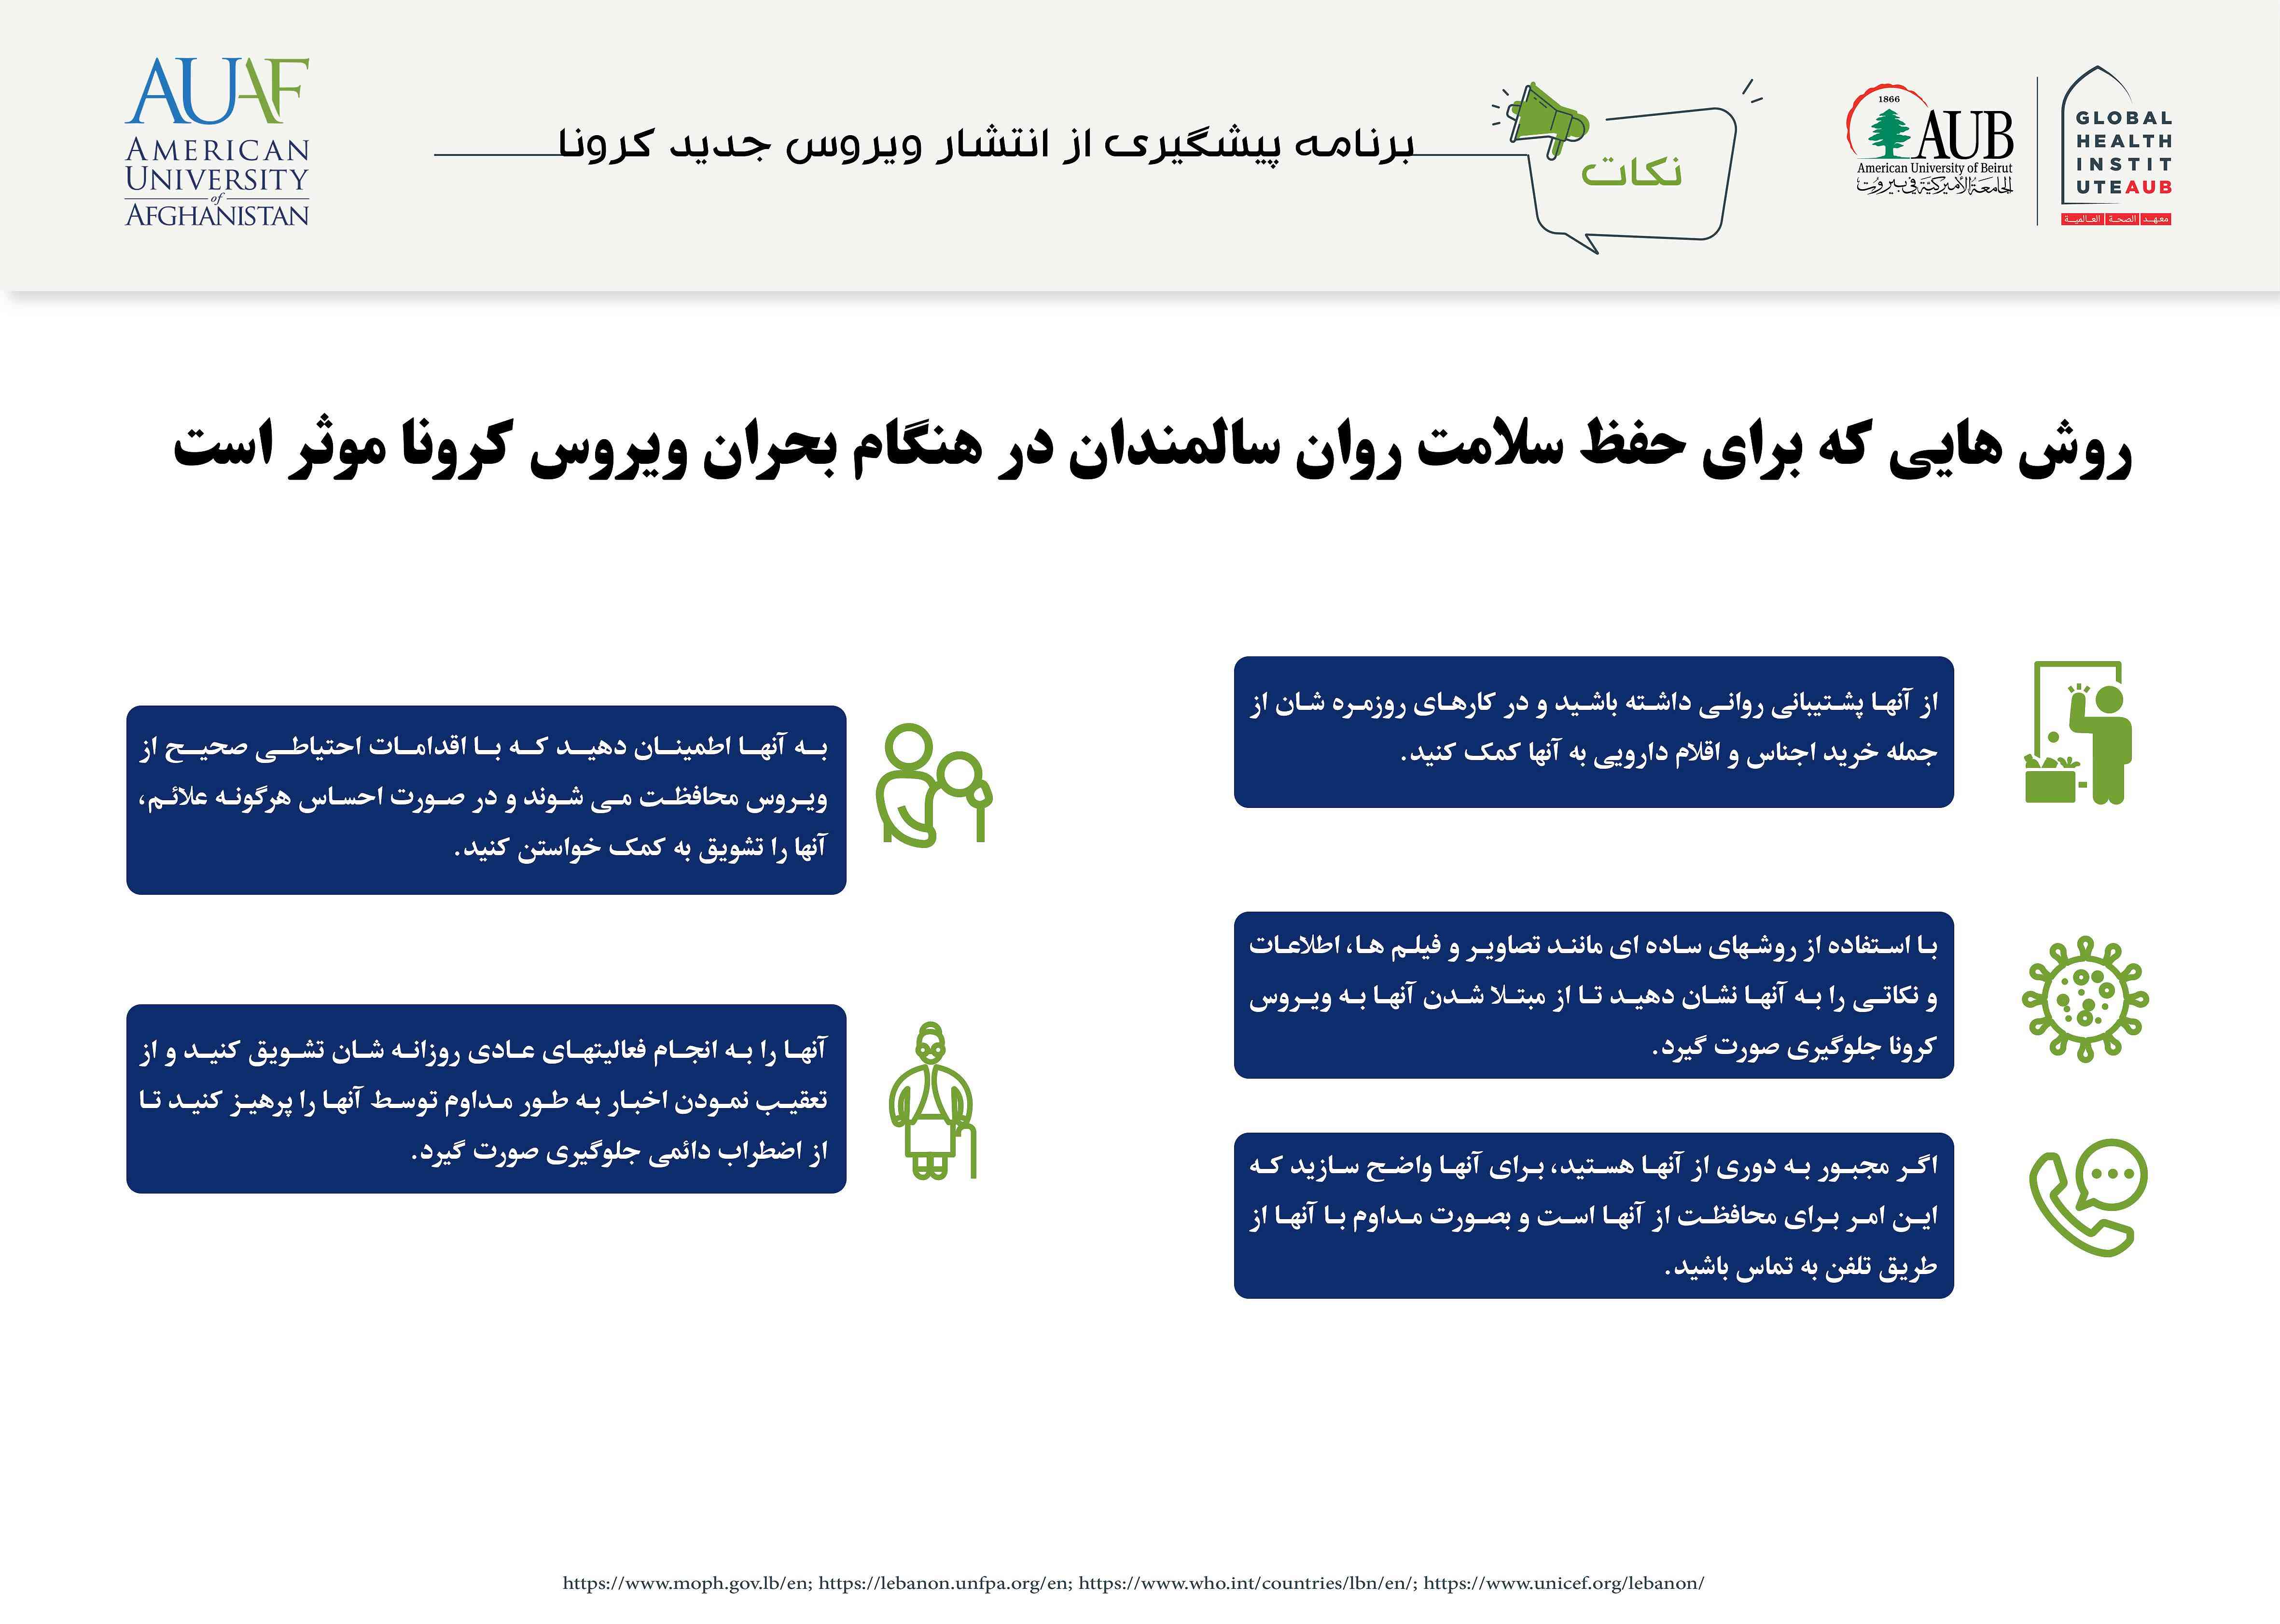 AUAF
AMERICAN
UNIVERSITY
of
AFGHANISTAN
برنامه پیشگیری از انتشار ویروس جدید کرونا
نکات
1866
AUB
American University of Beirut
الجامعة الأميركية في بيروت
GLOBAL
HEALTH
INSTIT
UTEAUB
معهد الصحة العالمية
روش هایی که برای حفظ سلامت روان سالمندان در هنگام بحران ویروس کرونا موثر است
از آنها پشتیبانی روانی داشته باشید و در کارهای روزمره شان از
جمله خرید اجناس و اقلام دارویی به آنها کمک کنید.
با استفاده از روشهای ساده ای مانند تصاویر و فیلم ها، اطلاعات
و نکاتی را به آنها نشان دهید تا از مبتلا شدن آنها به ویروس
کرونا جلوگیری صورت گیرد.
اگر مجبور به دوری از آنها هستید، برای آنها واضح سازید که
این امر برای محافظت از آنها است و بصورت مداوم با آنها از
طریق تلفن به تماس باشید.
به آنها اطمینان دهید که با اقدامات احتیاطی صحیح از
ویروس محافظت می شوند و در صورت احساس هرگونه علائم،
آنها را تشویق به کمک خواستن کنید.
آنها را به انجام فعالیتهای عادی روزانه شان تشویق کنید و از
تعقیب نمودن اخبار به طور مداوم توسط آنها را پرهیز کنید تا
از اضطراب دائمی جلوگیری صورت گیرد.
https://www.moph.gov.lb/en; https://lebanon.unfpa.org/en; https://www.who.int/countries/lbn/en/; https://www.unicef.org/lebanon/